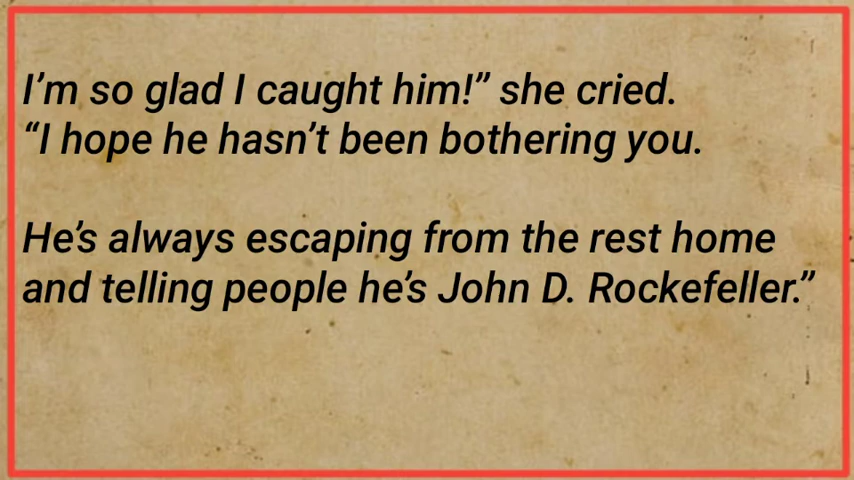 I’m so glad I caught him!” she cried.
“I hope he hasn’t been bothering you.
He’s always escaping from the rest home
and telling people he’s John D. Rockefeller.”